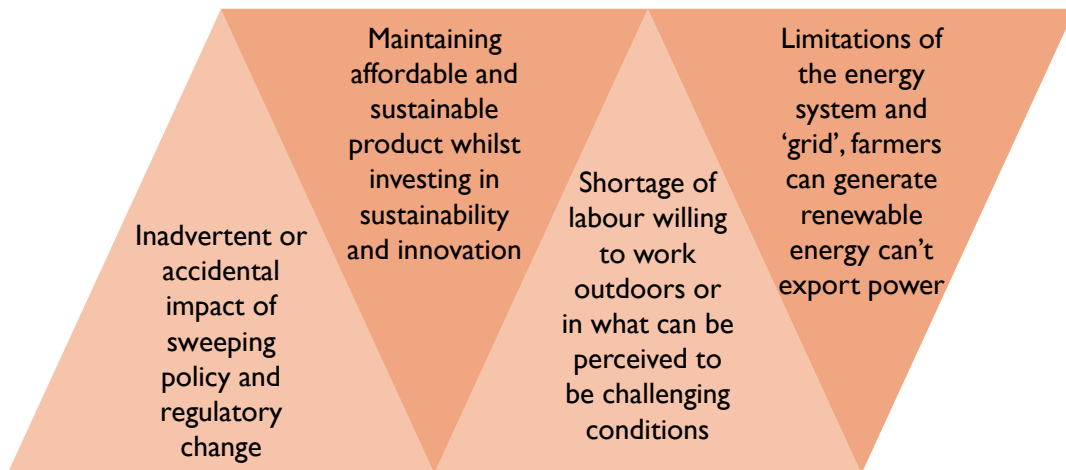 Inadvertent or
accidental
impact of
sweeping
policy and
regulatory
change
Maintaining
affordable and
sustainable
product whilst
investing in
sustainability
and innovation
Shortage of
labour willing
to work
outdoors or
in what can be
perceived to
be challenging
conditions
Limitations of
the energy
system and
‘grid’, farmers
can generate
renewable
energy can’t
export power